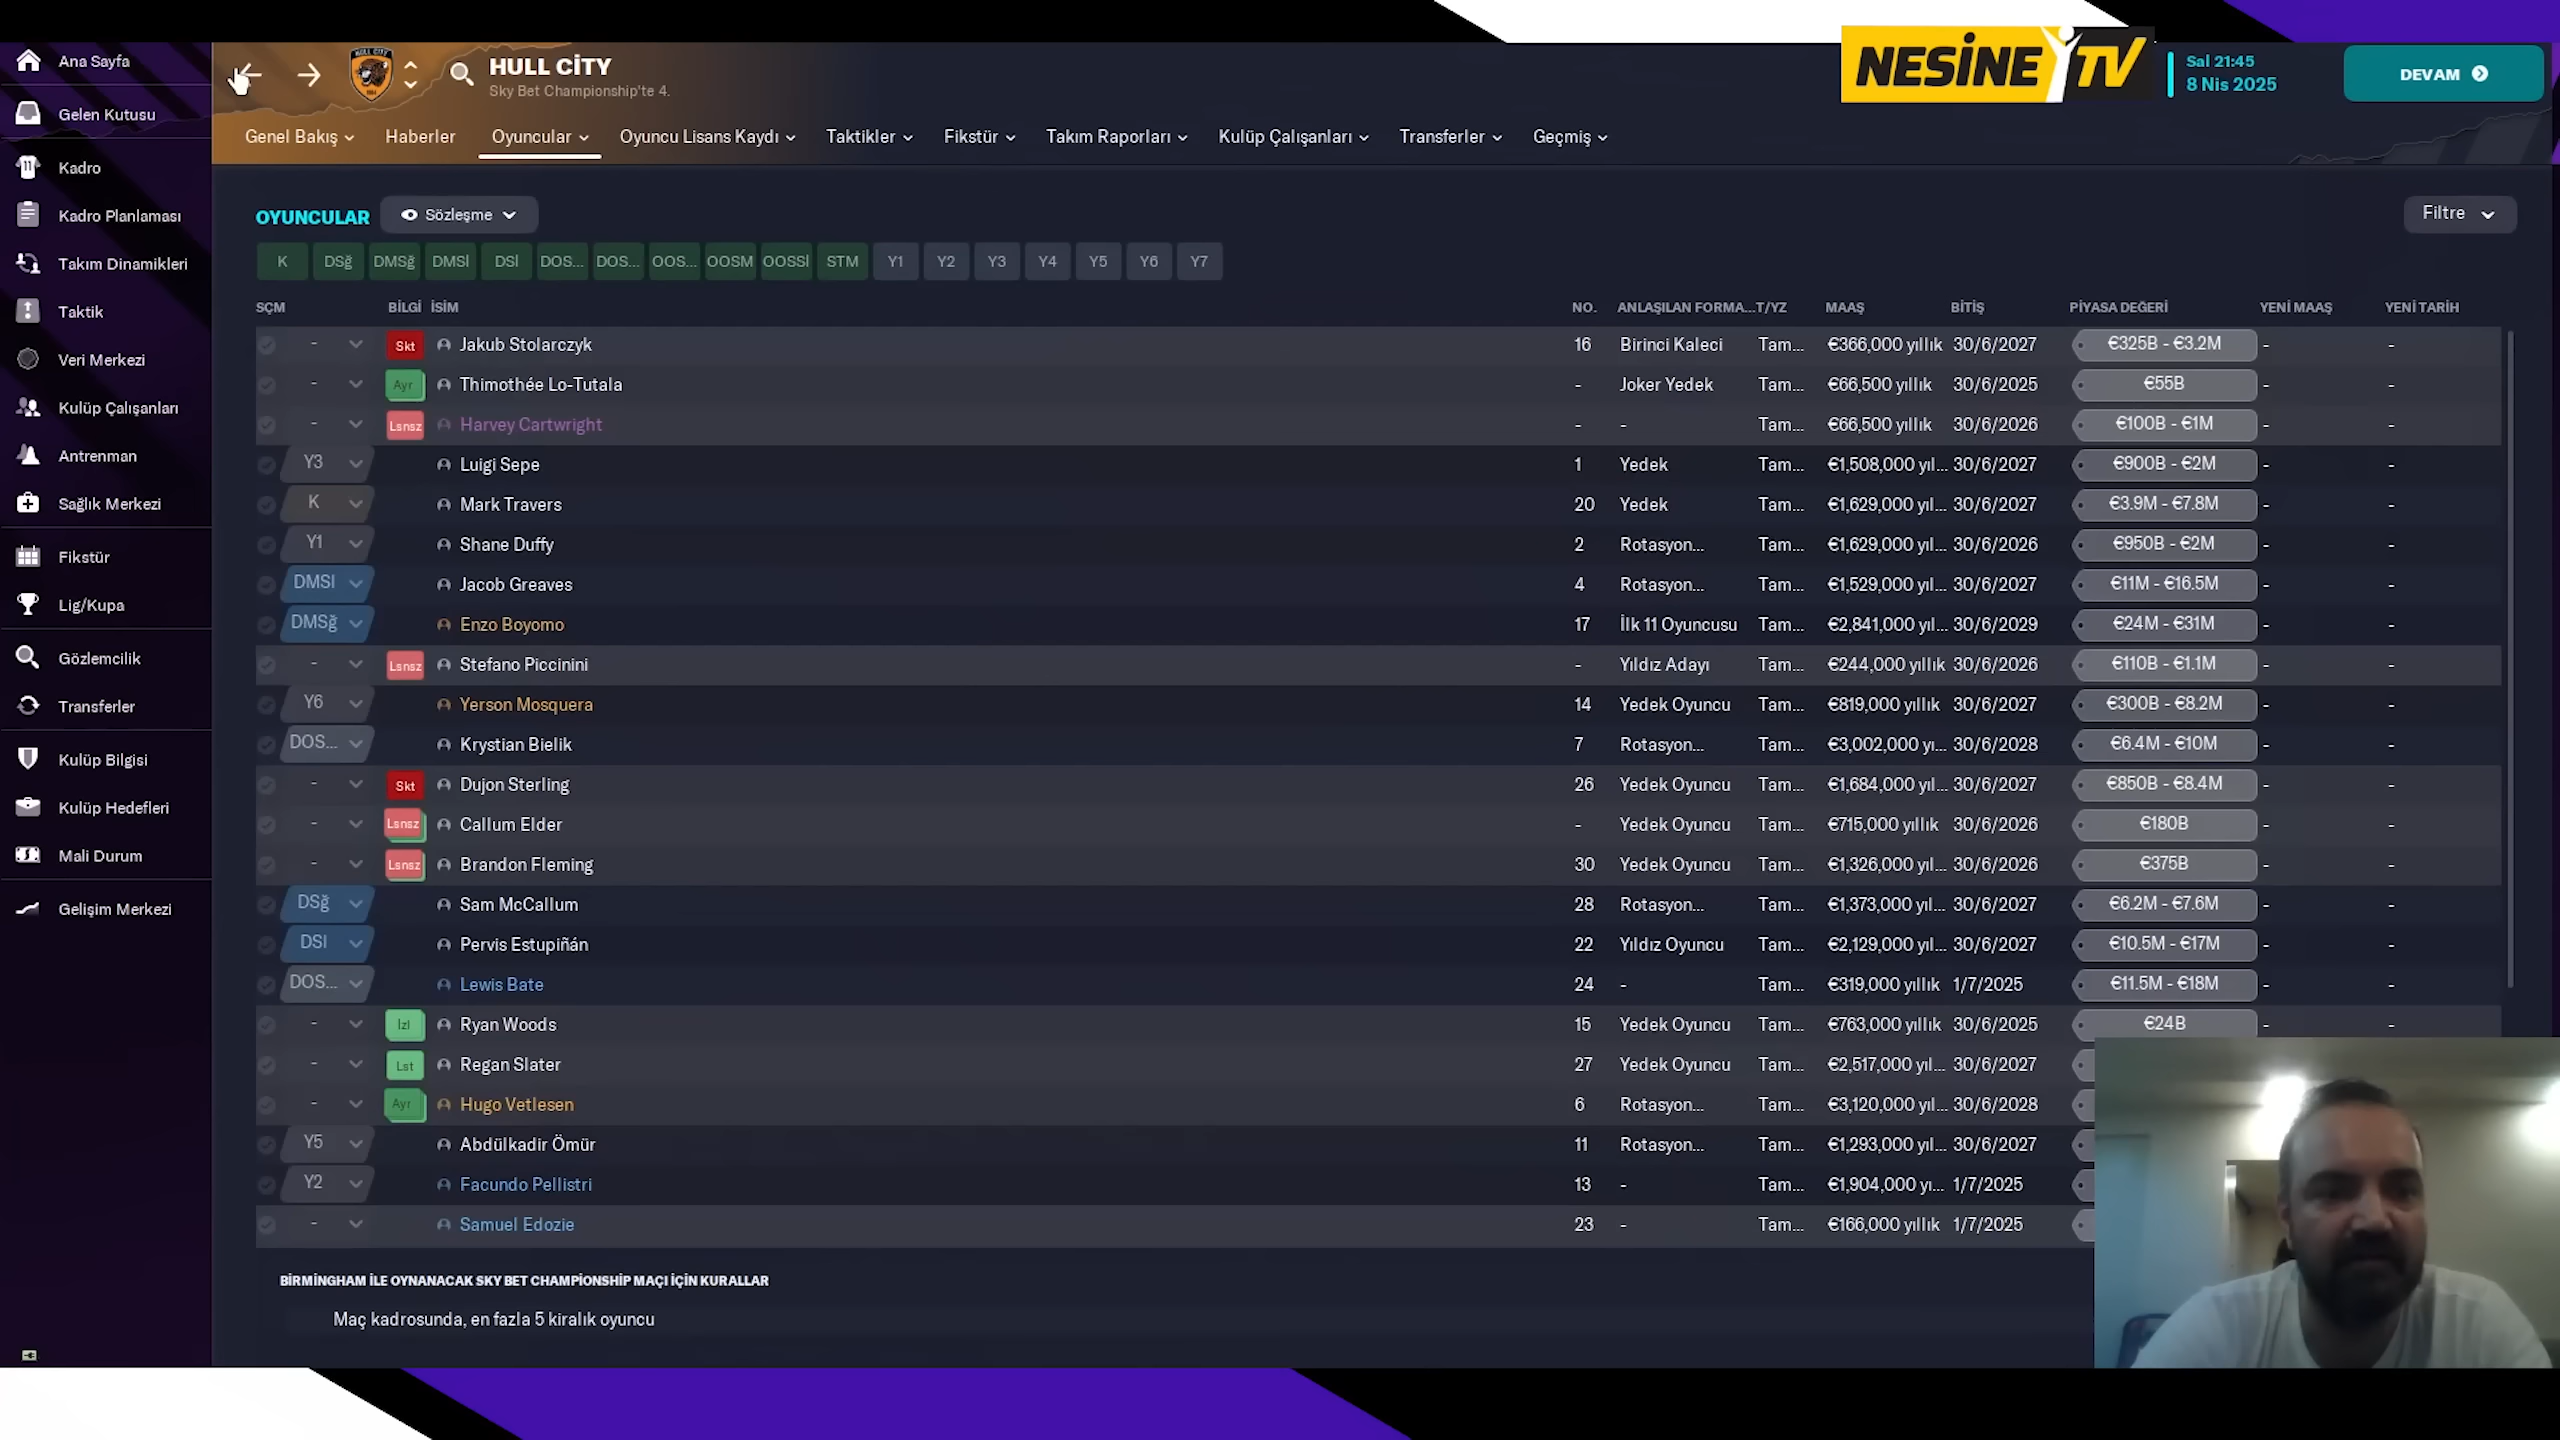 Ana Sayfa
Gelen Kutusu
Kadro
Kadro Planlaması
Takım Dinamikleri
Taktik
Veri Merkezi
Kulüp Çalışanları
Antrenman
Sağlık Merkezi
Fikstür
Lig/Kupa
Gözlemcilik
Transferler
Kulüp Bilgisi
Kulüp Hedefleri
Mali Durum
Gelişim Merkezi
HULL CİTY
Sky Bet Championship'te 4.
NESİNE TV
Sal 21:45
8 Nis 2025
DEVAM
Genel Bakış Haberler Oyuncular Oyuncu Lisans Kaydı Taktikler Fikstür Takım Raporları Kulüp Çalışanları Transferler Geçmiş
OYUNCULAR Sözleşme Filtre
K DSğ DMSğ DMSl DSl DOS... DOS... OOS... OOSM OOSSl STM Y1 Y2 Y3 Y4 Y5 Y6 Y7
SÇM BİLGİ İSİM NO. ANLAŞILAN FORMA... T/YZ MAAŞ BİTİŞ PİYASA DEĞERİ YENİ MAAŞ YENİ TARİH
- Skt Jakub Stolarczyk 16 Birinci Kaleci Tam... €366,000 yıllık 30/6/2027 €325B - €3.2M - -
- Ayr Thimothée Lo-Tutala - Joker Yedek Tam... €66,500 yıllık 30/6/2025 €55B - -
- Lsnsz Harvey Cartwright - - Tam... €66,500 yıllık 30/6/2026 €100B - €1M - -
Y3 Luigi Sepe 1 Yedek Tam... €1,508,000 yıl... 30/6/2027 €900B - €2M - -
K Mark Travers 20 Yedek Tam... €1,629,000 yıl... 30/6/2027 €3.9M - €7.8M - -
Y1 Shane Duffy 2 Rotasyon... Tam... €1,629,000 yıl... 30/6/2026 €950B - €2M - -
DMSl Jacob Greaves 4 Rotasyon... Tam... €1,529,000 yıl... 30/6/2027 €11M - €16.5M - -
DMSğ Enzo Boyomo 17 İlk 11 Oyuncusu Tam... €2,841,000 yıl... 30/6/2029 €24M - €31M - -
- Lsnsz Stefano Piccinini - Yıldız Adayı Tam... €244,000 yıllık 30/6/2026 €110B - €1.1M - -
Y6 Yerson Mosquera 14 Yedek Oyuncu Tam... €819,000 yıllık 30/6/2027 €300B - €8.2M - -
DOS... Krystian Bielik 7 Rotasyon... Tam... €3,002,000 yı... 30/6/2028 €6.4M - €10M - -
- Skt Dujon Sterling 26 Yedek Oyuncu Tam... €1,684,000 yıl... 30/6/2027 €850B - €8.4M - -
- Lsnsz Callum Elder - Yedek Oyuncu Tam... €715,000 yıllık 30/6/2026 €180B - -
- Lsnsz Brandon Fleming 30 Yedek Oyuncu Tam... €1,326,000 yıl... 30/6/2026 €375B - -
DSğ Sam McCallum 28 Rotasyon... Tam... €1,373,000 yıl... 30/6/2027 €6.2M - €7.6M - -
DSl Pervis Estupiñán 22 Yıldız Oyuncu Tam... €2,129,000 yıl... 30/6/2027 €10.5M - €17M - -
DOS... Lewis Bate 24 - Tam... €319,000 yıllık 1/7/2025 €11.5M - €18M - -
- İzl Ryan Woods 15 Yedek Oyuncu Tam... €763,000 yıllık 30/6/2025 €24B - -
- Lst Regan Slater 27 Yedek Oyuncu Tam... €2,517,000 yıl... 30/6/2027
- Ayr Hugo Vetlesen 6 Rotasyon... Tam... €3,120,000 yıl... 30/6/2028
Y5 Abdülkadir Ömür 11 Rotasyon... Tam... €1,293,000 yıl... 30/6/2027
Y2 Facundo Pellistri 13 - Tam... €1,904,000 yı... 1/7/2025
- Samuel Edozie 23 - Tam... €166,000 yıllık 1/7/2025
BİRMİNGHAM İLE OYNANACAK SKY BET CHAMPİONSHİP MAÇI İÇİN KURALLAR
Maç kadrosunda, en fazla 5 kiralık oyuncu